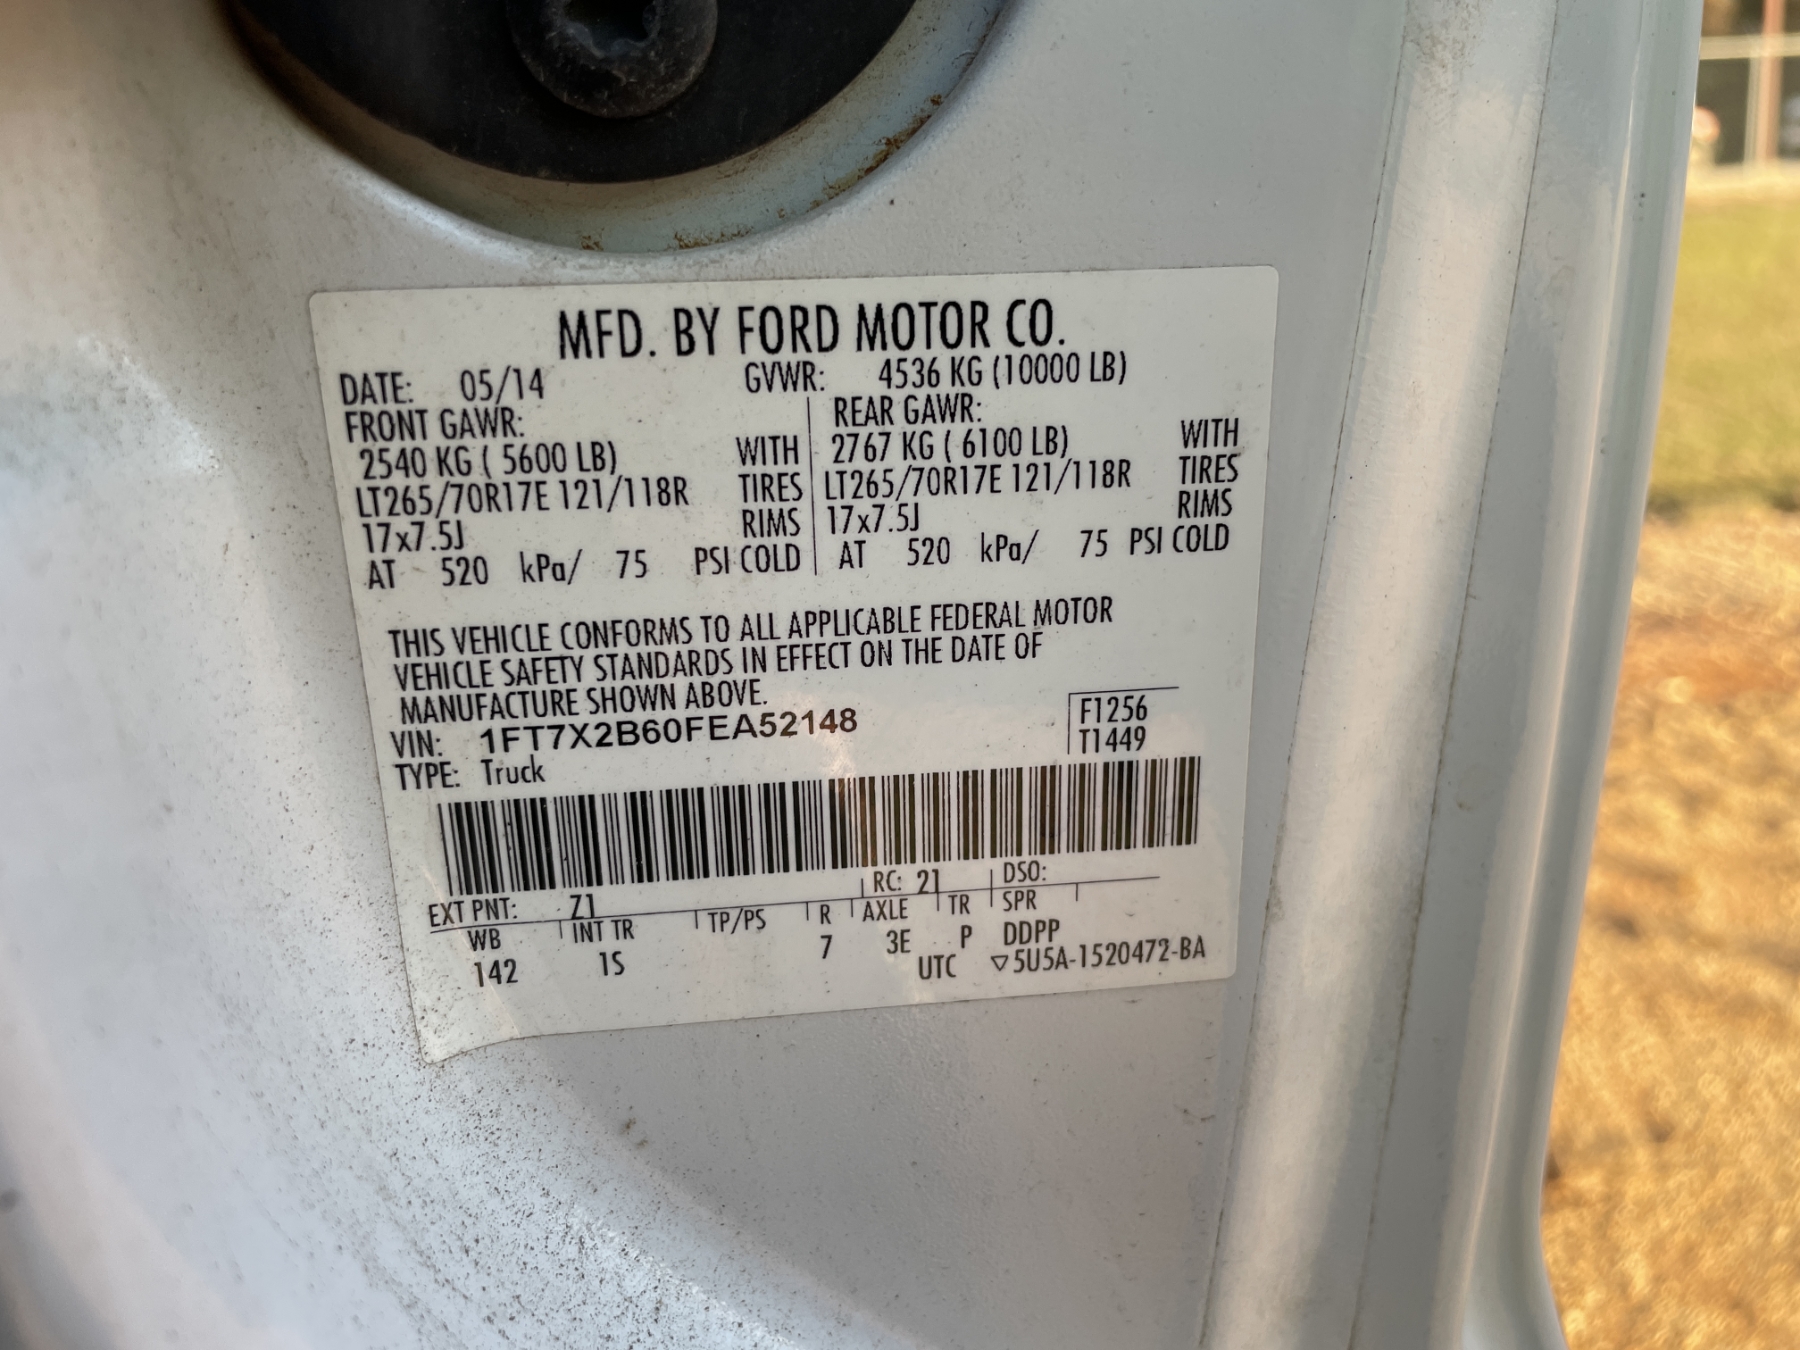 MFD. BY FORD MOTOR CO.
DATE: 05/14 GVWR: 4536 KG (10000 LB)
FRONT GAWR: REAR GAWR:
2540 KG ( 5600 LB) WITH 2767 KG ( 6100 LB) WITH
LT265/70R17E 121/118R TIRES LT265/70R17E 121/118R TIRES
17x7.5J RIMS 17x7.5J RIMS
AT 520 kPa/ 75 PSI COLD AT 520 kPa/ 75 PSI COLD
THIS VEHICLE CONFORMS TO ALL APPLICABLE FEDERAL MOTOR
VEHICLE SAFETY STANDARDS IN EFFECT ON THE DATE OF
MANUFACTURE SHOWN ABOVE.
VIN: 1FT7X2B60FEA52148 F1256
TYPE: Truck T1449
EXT PNT: Z1 RC: 21 DSO:
WB INT TR TP/PS R AXLE TR SPR
142 1S 7 3E P DDPP
UTC ▽5U5A-1520472-BA